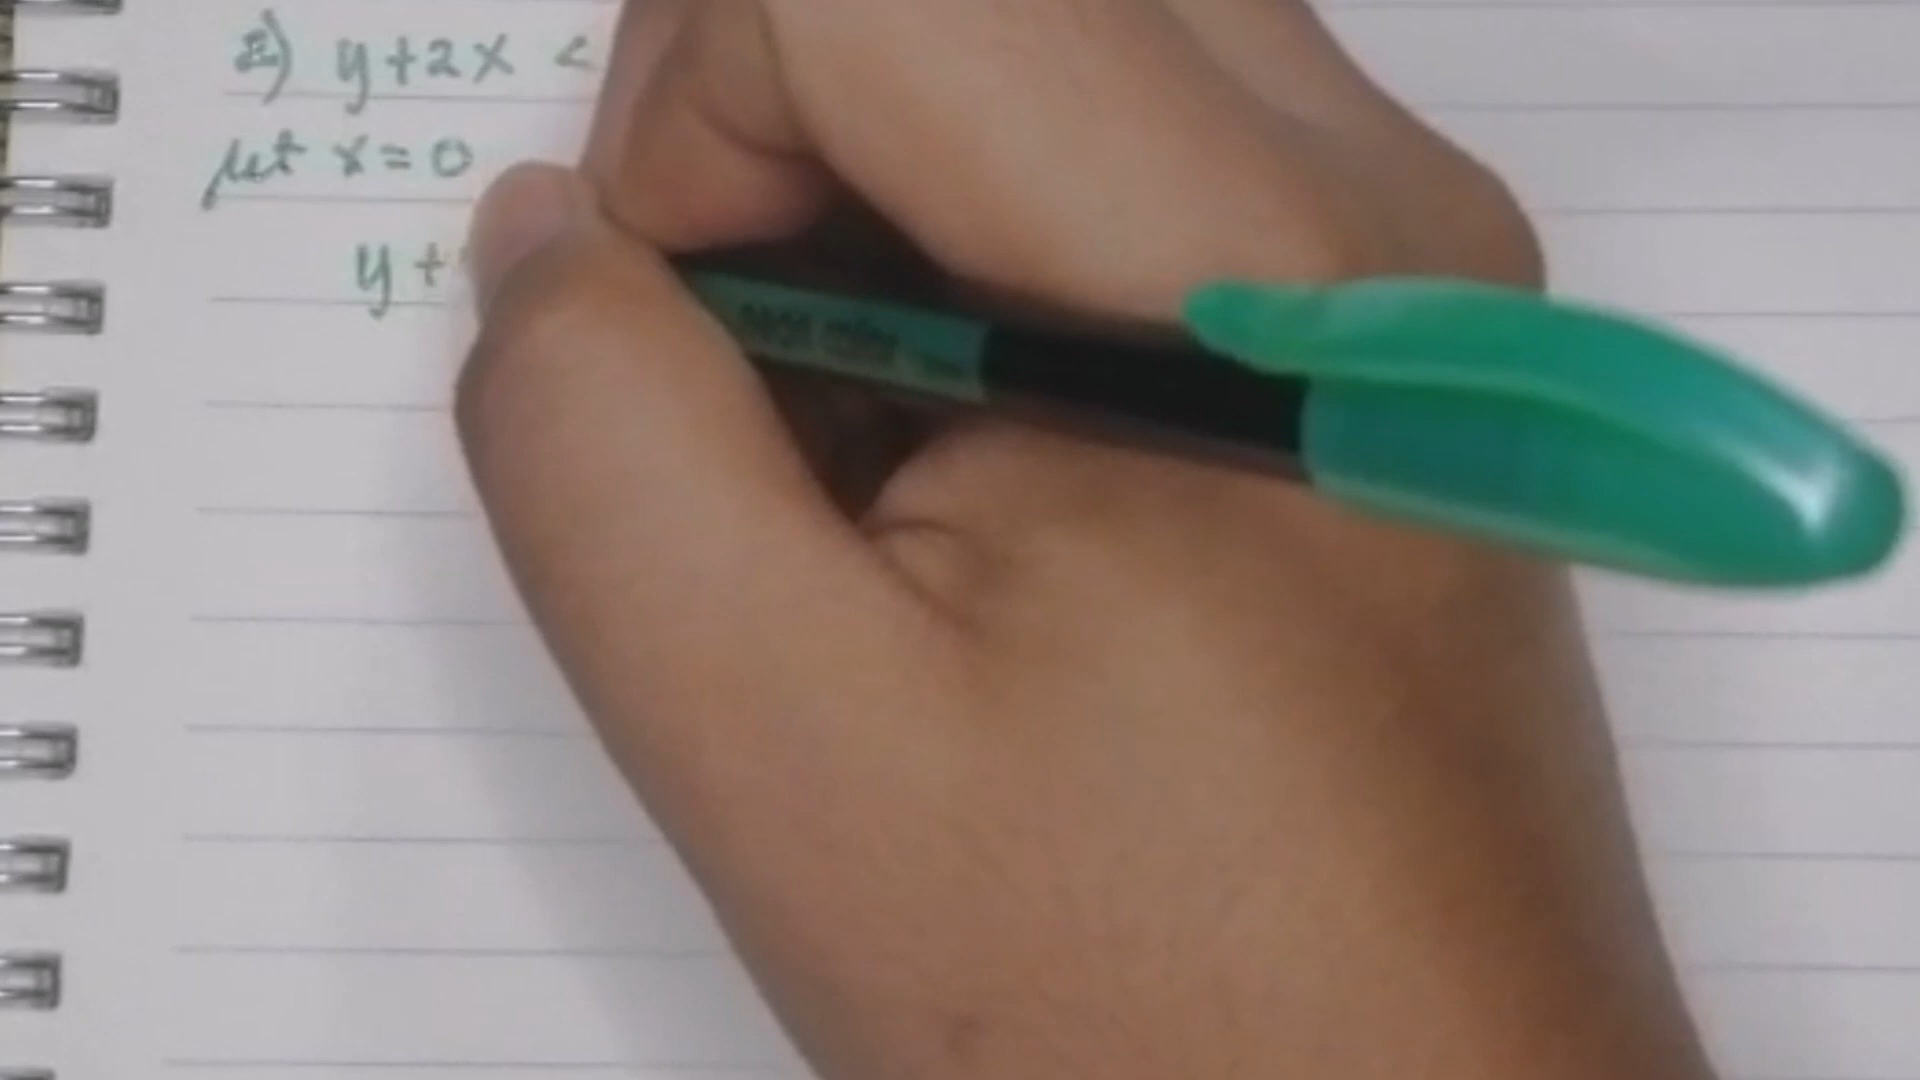 2) y+2x <
let x=0
y+